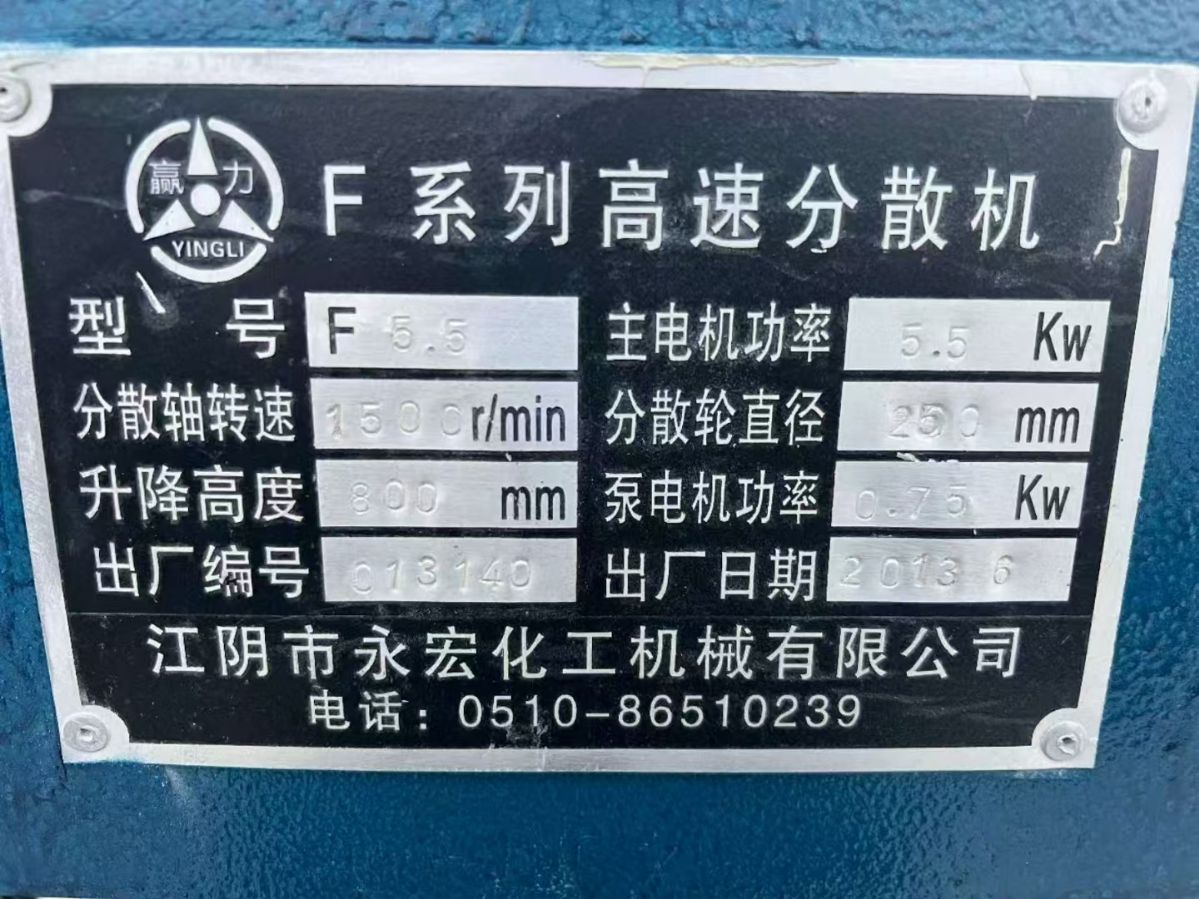 赢力
YINGLI
F系列高速分散机
型号 F 5.5 主电机功率 5.5 Kw
分散轴转速 1500 r/min 分散轮直径 250 mm
升降高度 800 mm 泵电机功率 0.75 Kw
出厂编号 013140 出厂日期 2013 6
江阴市永宏化工机械有限公司
电话：0510-86510239